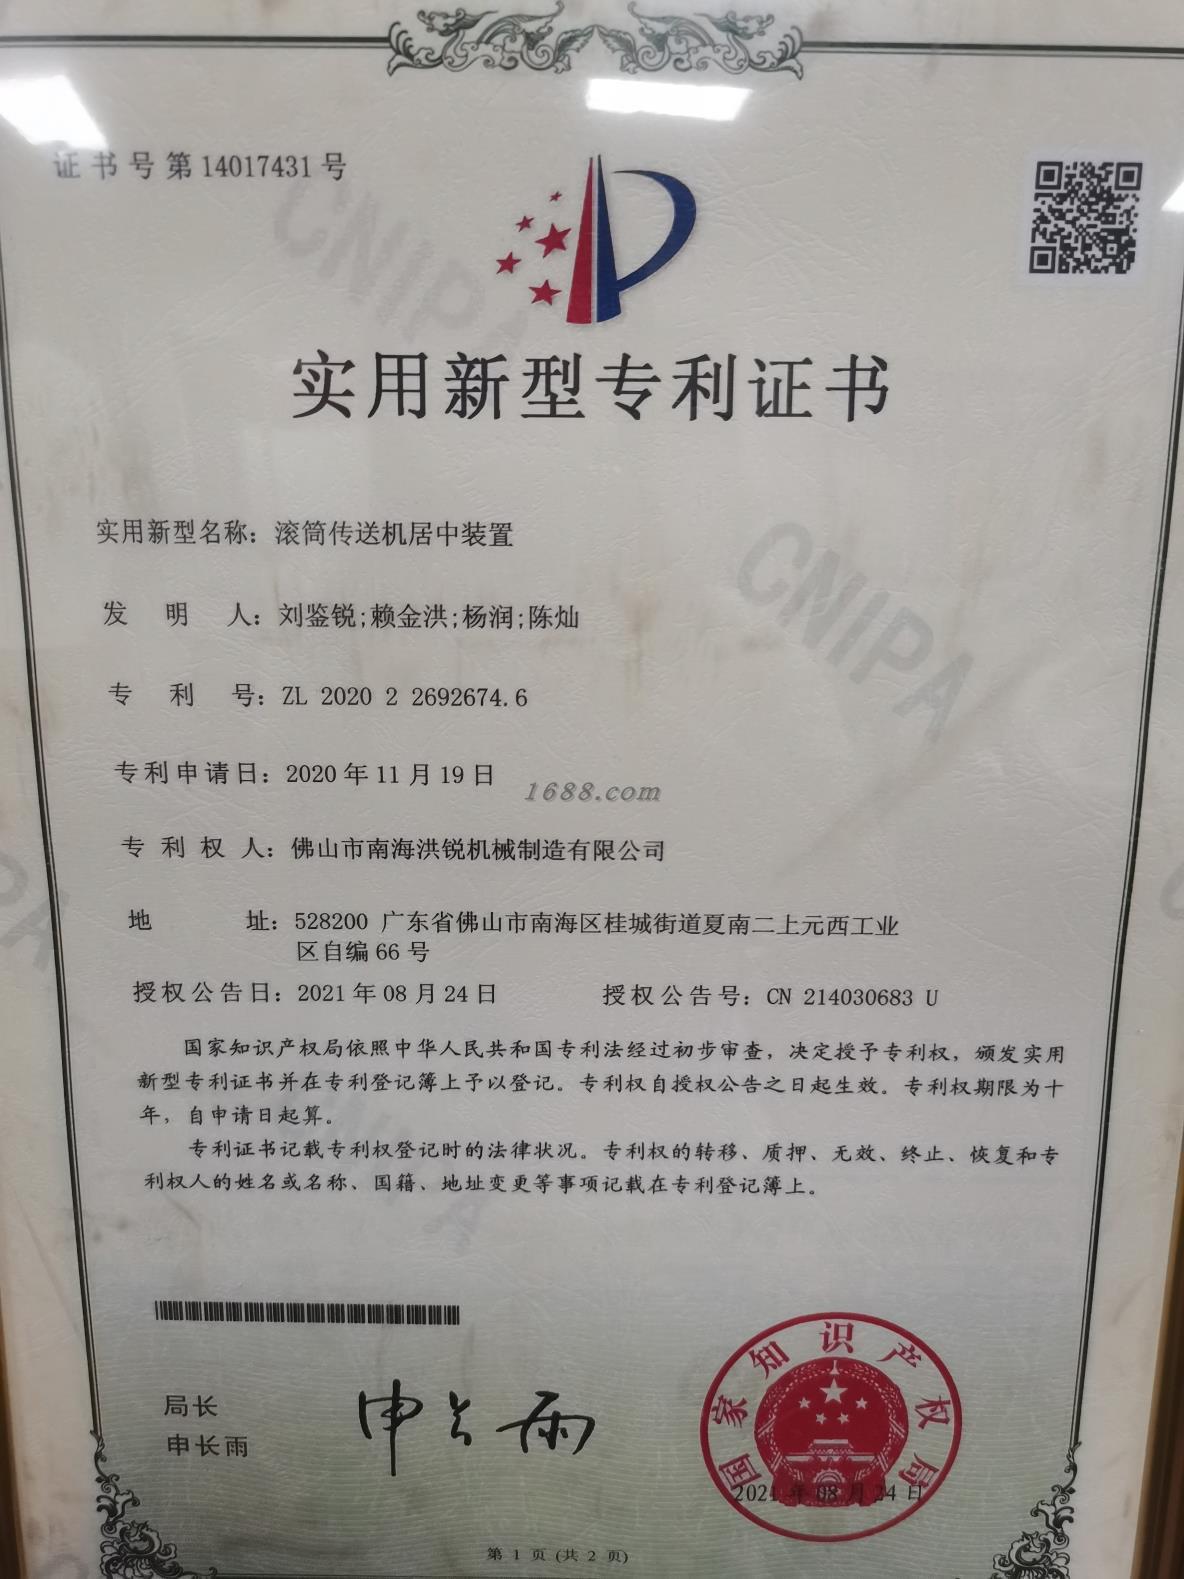 证书号第14017431号
实用新型专利证书
实用新型名称：滚筒传送机居中装置
发明人：刘鉴锐;赖金洪;杨润;陈灿
专利号：ZL 2020 2 2692674.6
专利申请日：2020年11月19日
1688.com
专利权人：佛山市南海洪锐机械制造有限公司
地址：528200 广东省佛山市南海区桂城街道夏南二上元西工业
区自编66号
授权公告日：2021年08月24日 授权公告号：CN 214030683 U
国家知识产权局依照中华人民共和国专利法经过初步审查，决定授予专利权，颁发实用
新型专利证书并在专利登记簿上予以登记。专利权自授权公告之日起生效。专利权期限为十
年，自申请日起算。
专利证书记载专利权登记时的法律状况。专利权的转移、质押、无效、终止、恢复和专
利权人的姓名或名称、国籍、地址变更等事项记载在专利登记簿上。
局长
申长雨
申长雨
国家知识产权局
2021年08月24日
第 1 页 (共 2 页)
CNIPA
CNIPA